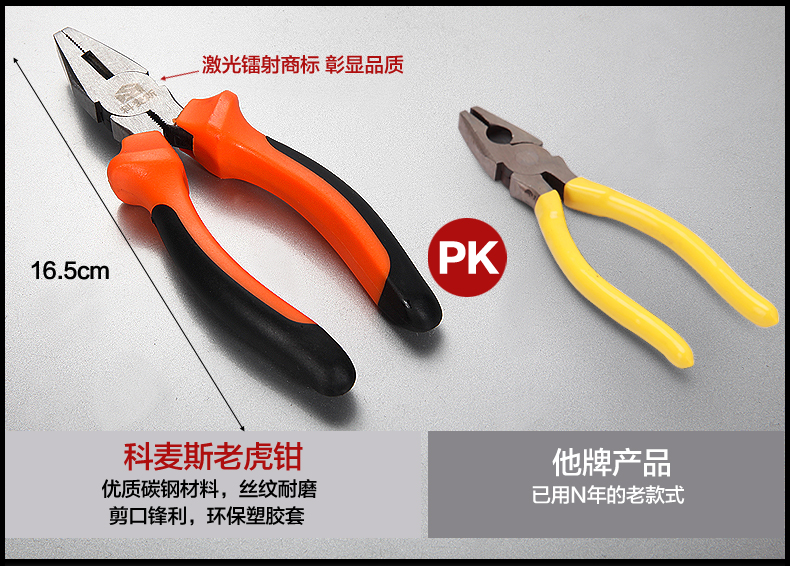 激光镭射商标 彰显品质
16.5cm
PK
科麦斯老虎钳
优质碳钢材料，丝纹耐磨
剪口锋利，环保塑胶套
他牌产品
已用N年的老款式